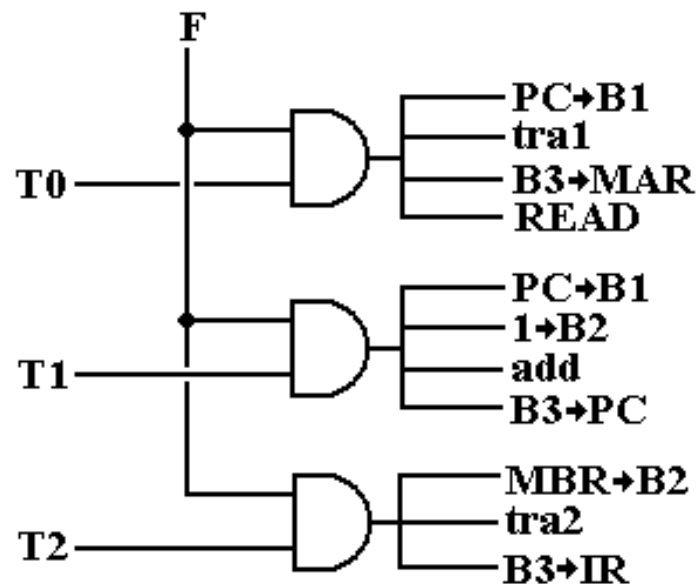 F
PC→B1
tra1
T0
B3→MAR
READ
PC→B1
1→B2
T1
add
B3→PC
MBR→B2
tra2
T2
B3→IR